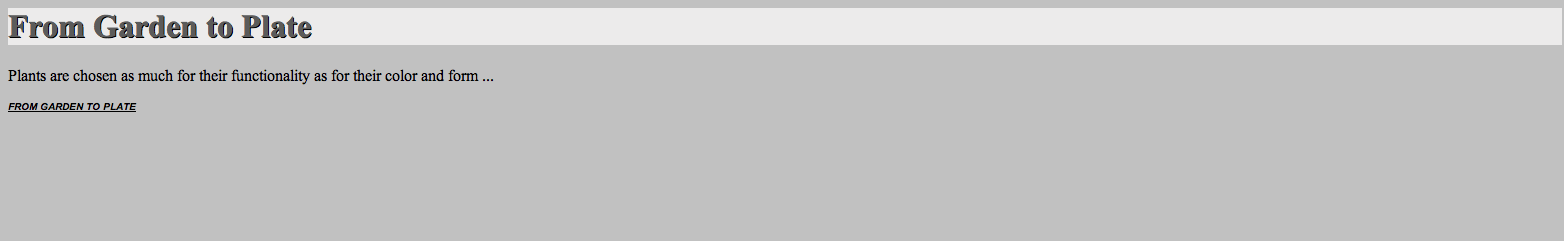 From Garden to Plate
Plants are chosen as much for their functionality as for their color and form ...
FROM GARDEN TO PLATE